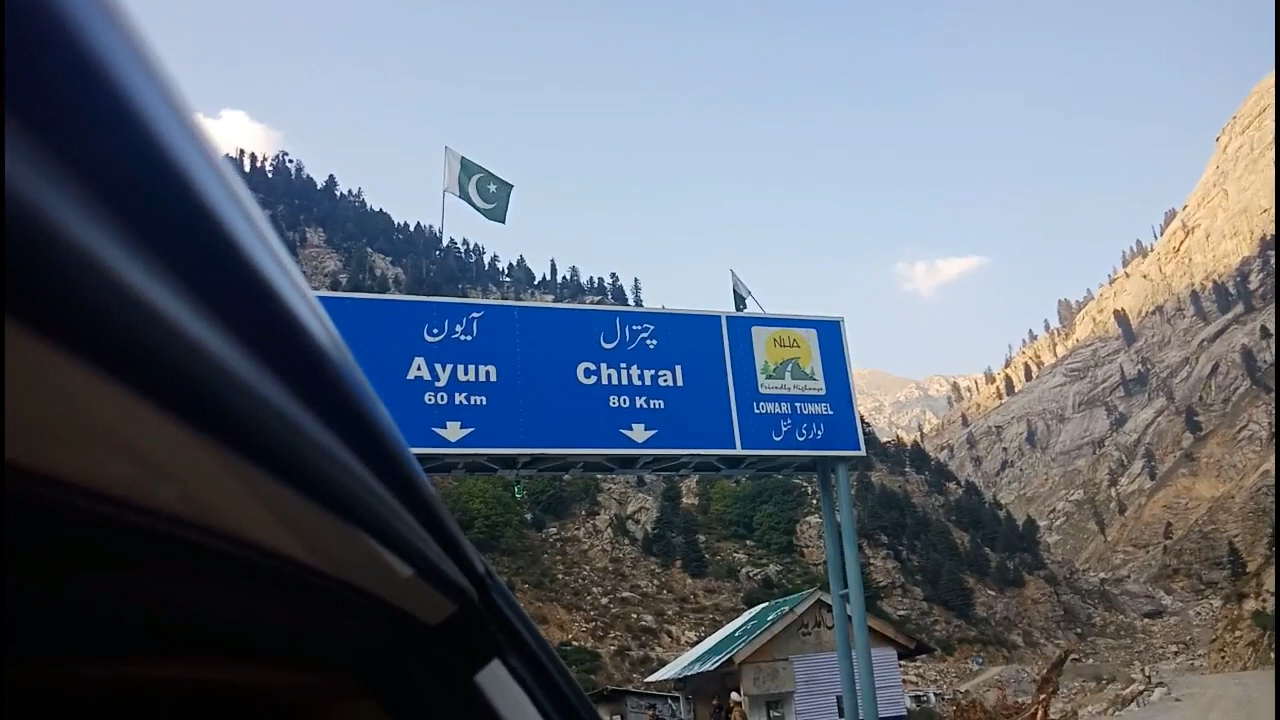 آیون
Ayun
60 Km
چترال
Chitral
80 Km
NHA
Friendly Highways
LOWARI TUNNEL
لواری ٹنل